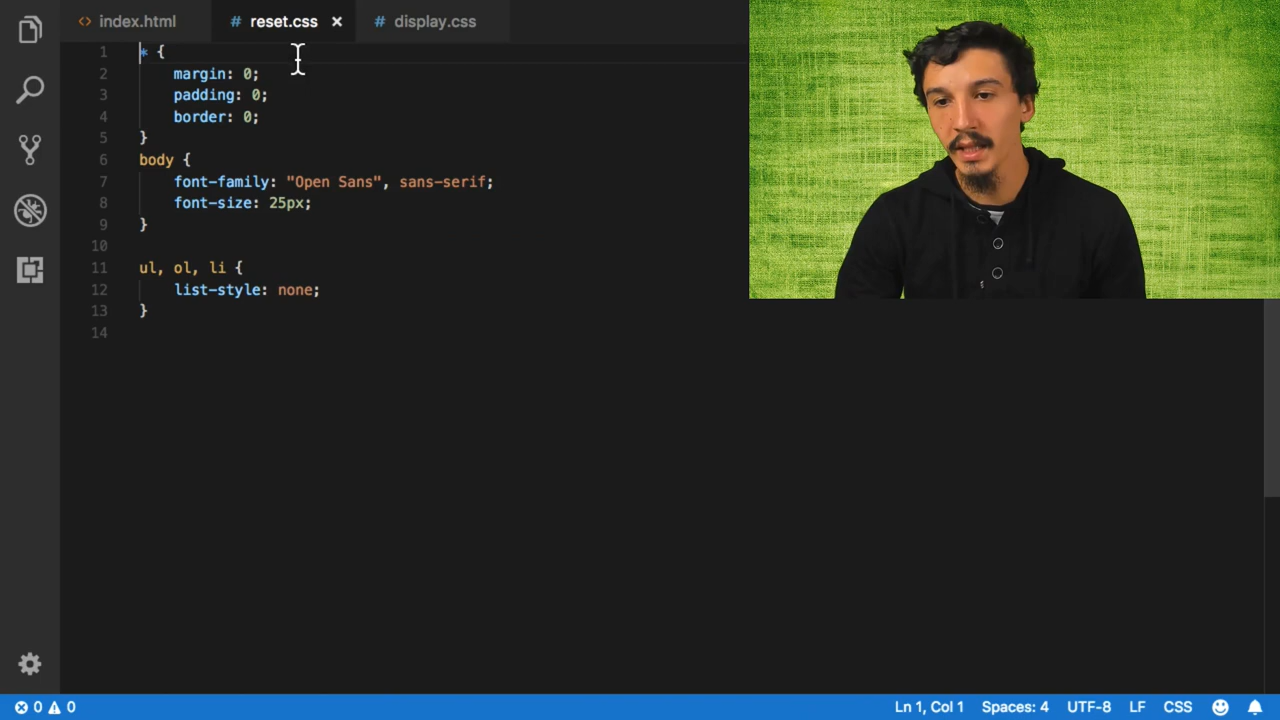 index.html
# reset.css ×
# display.css
1 * {
2 margin: 0;
3 padding: 0;
4 border: 0;
5 }
6 body {
7 font-family: "Open Sans", sans-serif;
8 font-size: 25px;
9 }
10
11 ul, ol, li {
12 list-style: none;
13 }
14
0 0
Ln 1, Col 1 Spaces: 4 UTF-8 LF CSS